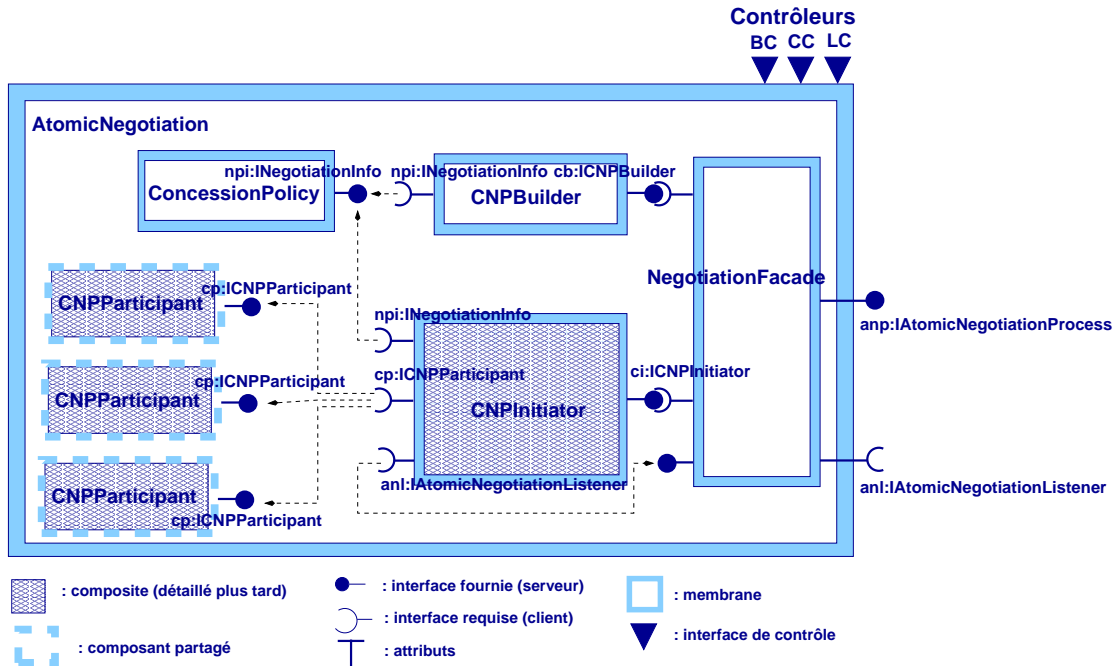 Contrôleurs
BC CC LC
AtomicNegotiation
npi:INegotiationInfo npi:INegotiationInfo cb:ICNPBuilder
ConcessionPolicy
CNPBuilder
NegotiationFacade
CNPParticipant
cp:ICNPParticipant
npi:INegotiationInfo
anp:IAtomicNegotiationProcess
CNPParticipant
cp:ICNPParticipant
cp:ICNPParticipant
ci:ICNPInitiator
CNPInitiator
CNPParticipant
cp:ICNPParticipant
anl:IAtomicNegotiationListener
anl:IAtomicNegotiationListener
: composite (détaillé plus tard)
: composant partagé
: interface fournie (serveur)
: interface requise (client)
: attributs
: membrane
: interface de contrôle